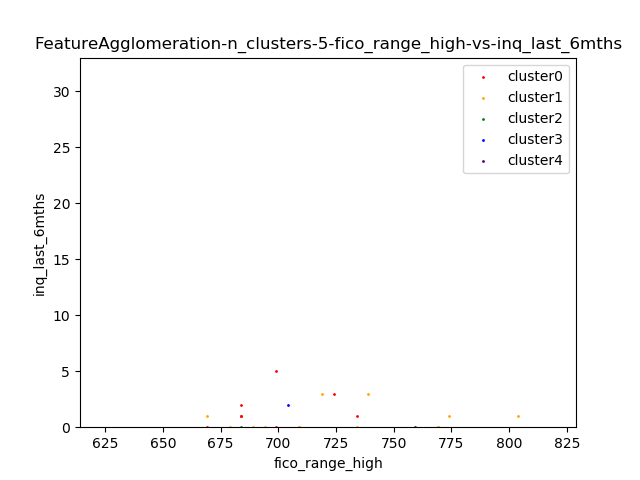 FeatureAgglomeration-n_clusters-5-fico_range_high-vs-inq_last_6mths
cluster0
cluster1
cluster2
cluster3
cluster4
inq_last_6mths
30
25
20
15
10
5
0
625 650 675 700 725 750 775 800 825
fico_range_high